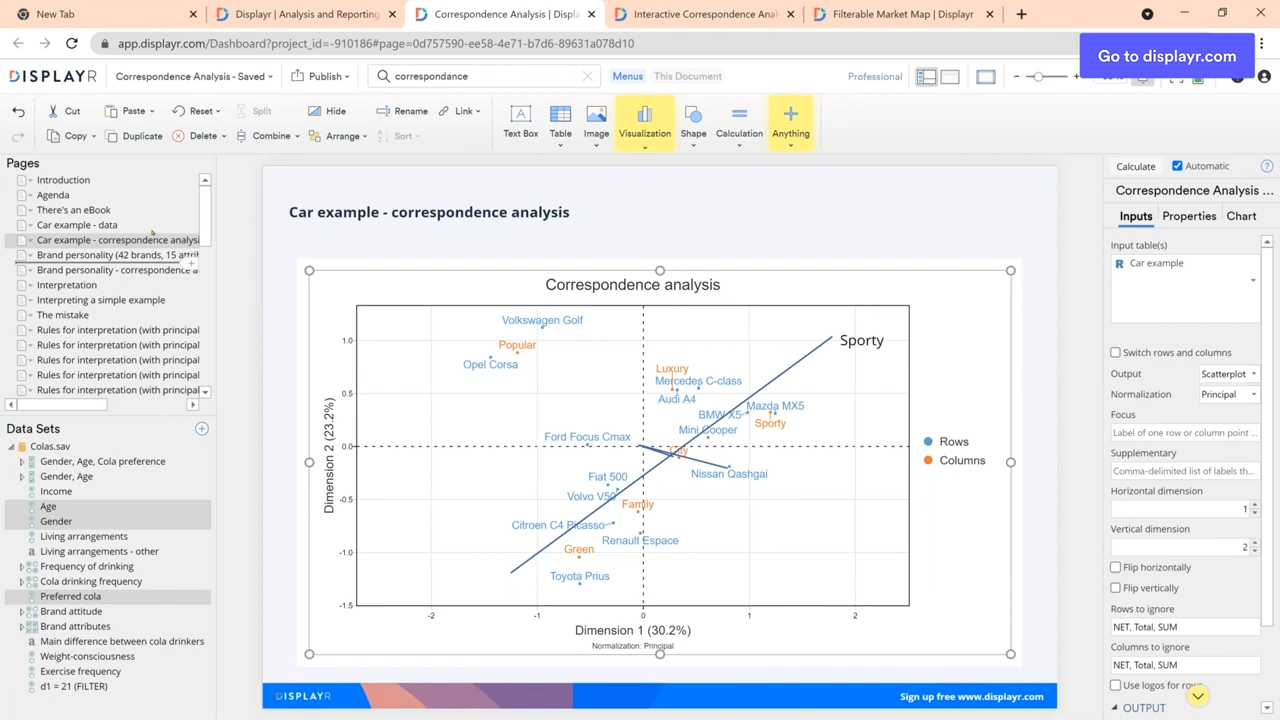 New Tab
Displayr | Analysis and Reporting
Correspondence Analysis | Displa
Interactive Correspondence Anal
Filterable Market Map | Displayr
app.displayr.com/Dashboard?project_id=-910186#page=0d757590-ee58-4e71-b7d6-89631a078d10
Go to displayr.com
DISPLAYR
Correspondence Analysis - Saved
Publish
correspondance
Menus
This Document
Professional
Cut
Paste
Reset
Split
Hide
Rename
Link
Copy
Duplicate
Delete
Combine
Arrange
Sort
Text Box
Table
Image
Visualization
Shape
Calculation
Anything
Pages
Introduction
Agenda
There's an eBook
Car example - data
Car example - correspondence analysi
Brand personality (42 brands, 15 attri
Brand personality - correspondence a
Interpretation
Interpreting a simple example
The mistake
Rules for interpretation (with principal
Rules for interpretation (with principal
Rules for interpretation (with principal
Rules for interpretation (with principal
Rules for interpretation (with principal
Data Sets
Colas.sav
Gender, Age, Cola preference
Gender, Age
Income
Age
Gender
Living arrangements
Living arrangements - other
Frequency of drinking
Cola drinking frequency
Preferred cola
Brand attitude
Brand attributes
Main difference between cola drinkers
Weight-consciousness
Exercise frequency
d1 = 21 (FILTER)
Car example - correspondence analysis
Correspondence analysis
Volkswagen Golf
Popular
Opel Corsa
Sporty
Luxury
Mercedes C-class
Audi A4
Mazda MX5
BMW X5
Sporty
Mini Cooper
Ford Focus Cmax
City
Nissan Qashqai
Fiat 500
Volvo V50
Family
Citroen C4 Picasso
Renault Espace
Green
Toyota Prius
1.0
0.5
0.0
-0.5
-1.0
-1.5
-2
-1
0
1
2
Dimension 2 (23.2%)
Dimension 1 (30.2%)
Normalization: Principal
Rows
Columns
DISPLAYR
Sign up free www.displayr.com
Calculate
Automatic
Correspondence Analysis ...
Inputs
Properties
Chart
Input table(s)
R
Car example
Switch rows and columns
Output
Scatterplot
Normalization
Principal
Focus
Label of one row or column point ...
Supplementary
Comma-delimited list of labels th...
Horizontal dimension
1
Vertical dimension
2
Flip horizontally
Flip vertically
Rows to ignore
NET, Total, SUM
Columns to ignore
NET, Total, SUM
Use logos for rows
OUTPUT